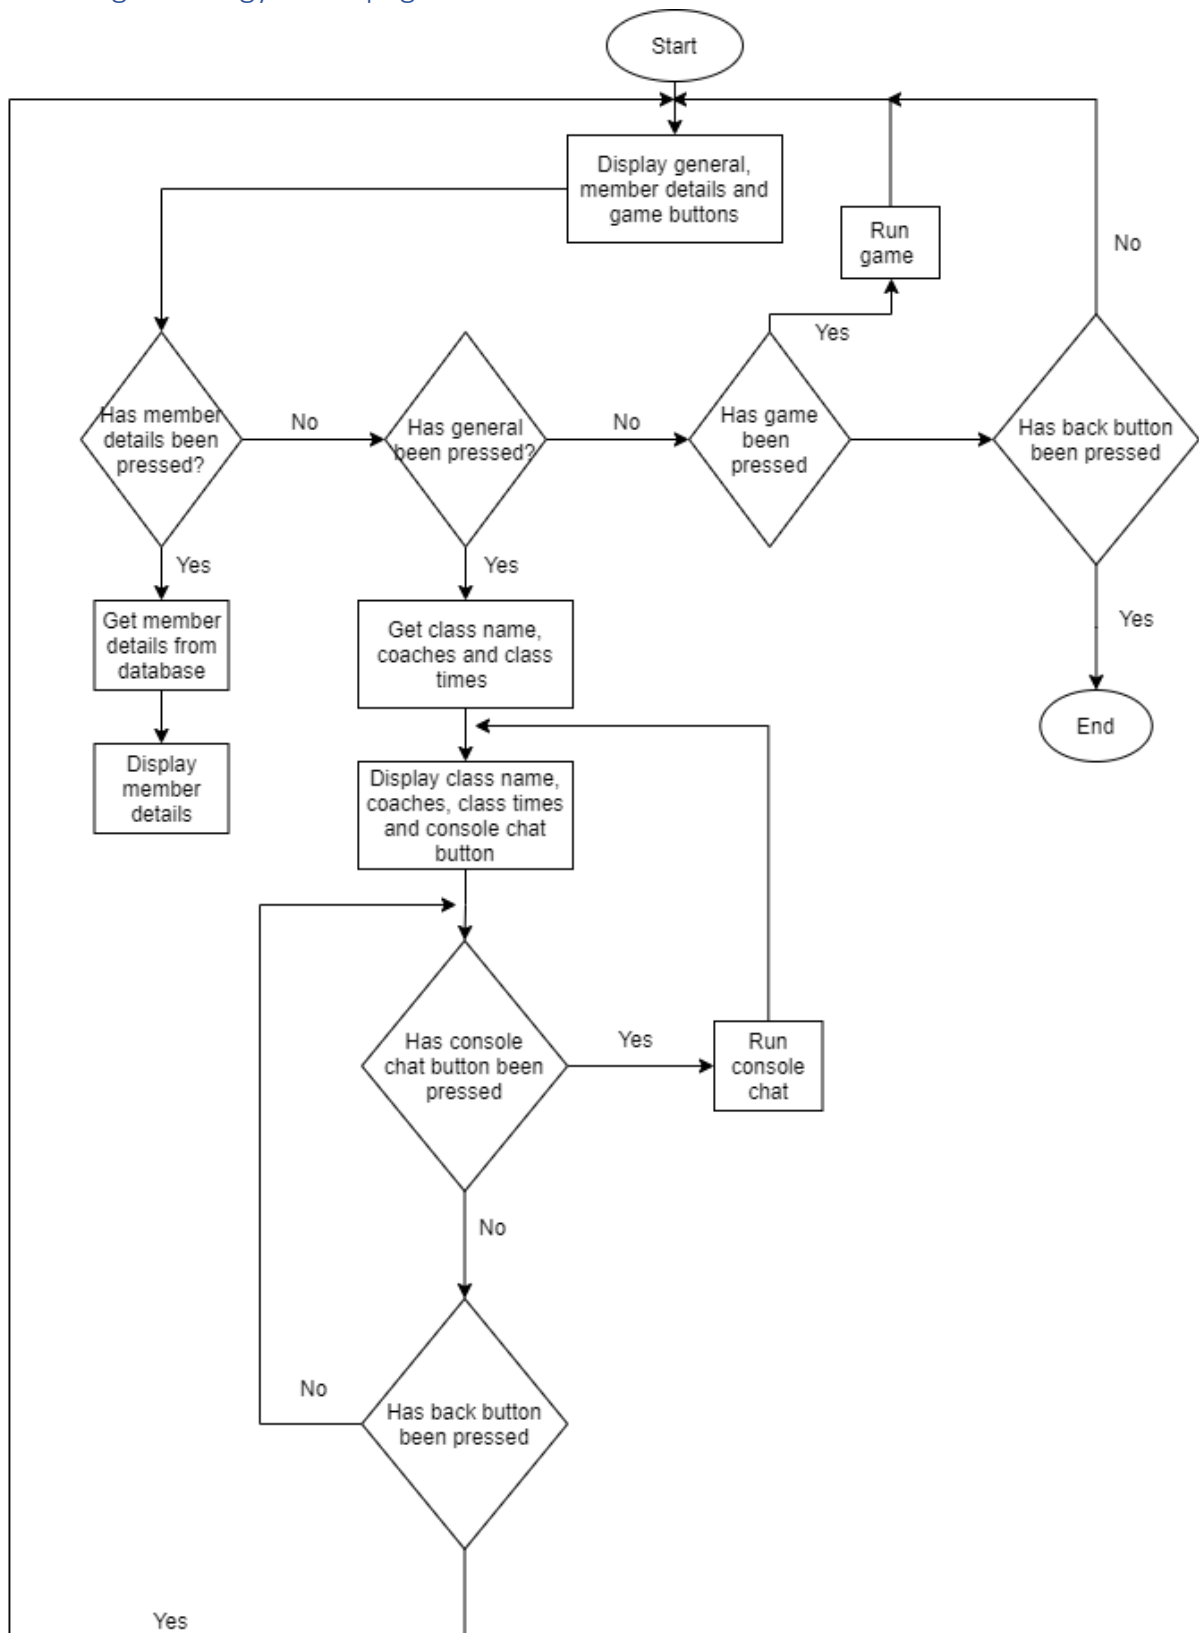 Start
Display general,
member details and
game buttons
Run
game
No
Yes
Has member
details been
pressed?
No
Has general
been pressed?
No
Has game
been
pressed
Has back button
been pressed
Yes
Yes
Yes
Get member
details from
database
Get class name,
coaches and class
times
End
Display
member
details
Display class name,
coaches, class times
and console chat
button
Has console
chat button been
pressed
Yes
Run
console
chat
No
No
Has back button
been pressed
Yes